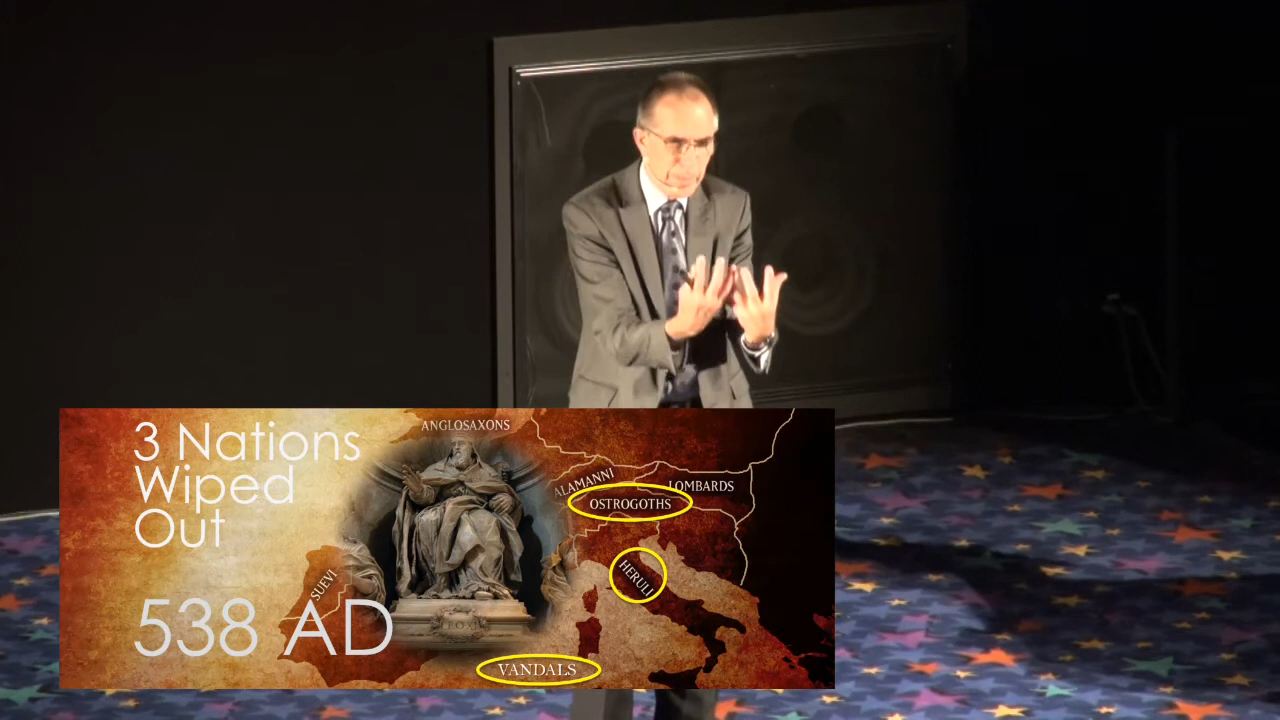 3 Nations
Wiped
Out
538 AD
ANGLOSAXONS
ALAMANNI
LOMBARDS
OSTROGOTHS
HERULI
SUEVI
VANDALS